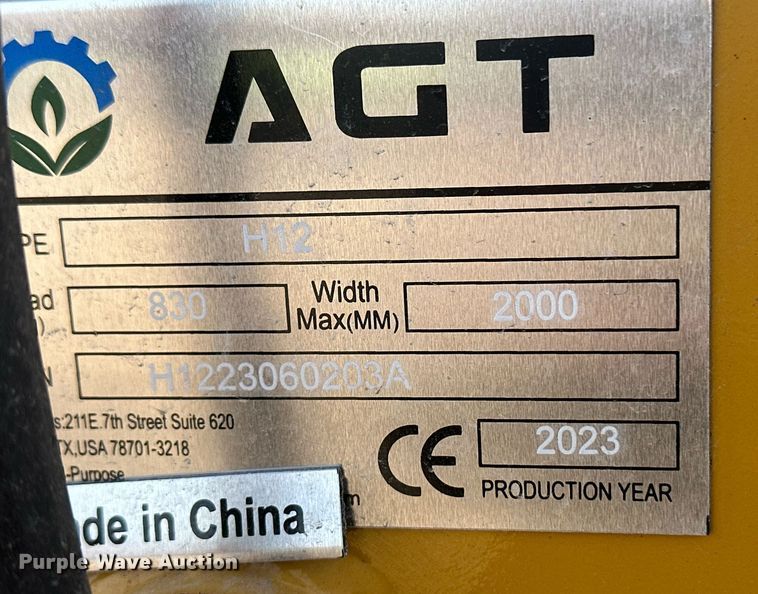 AGT
PE H12
ad 830 Width Max(MM) 2000
N H1223060203A
s:211E.7th Street Suite 620
TX,USA 78701-3218
-Purpose
CE 2023
PRODUCTION YEAR
m
ade in China
Purple Wave Auction